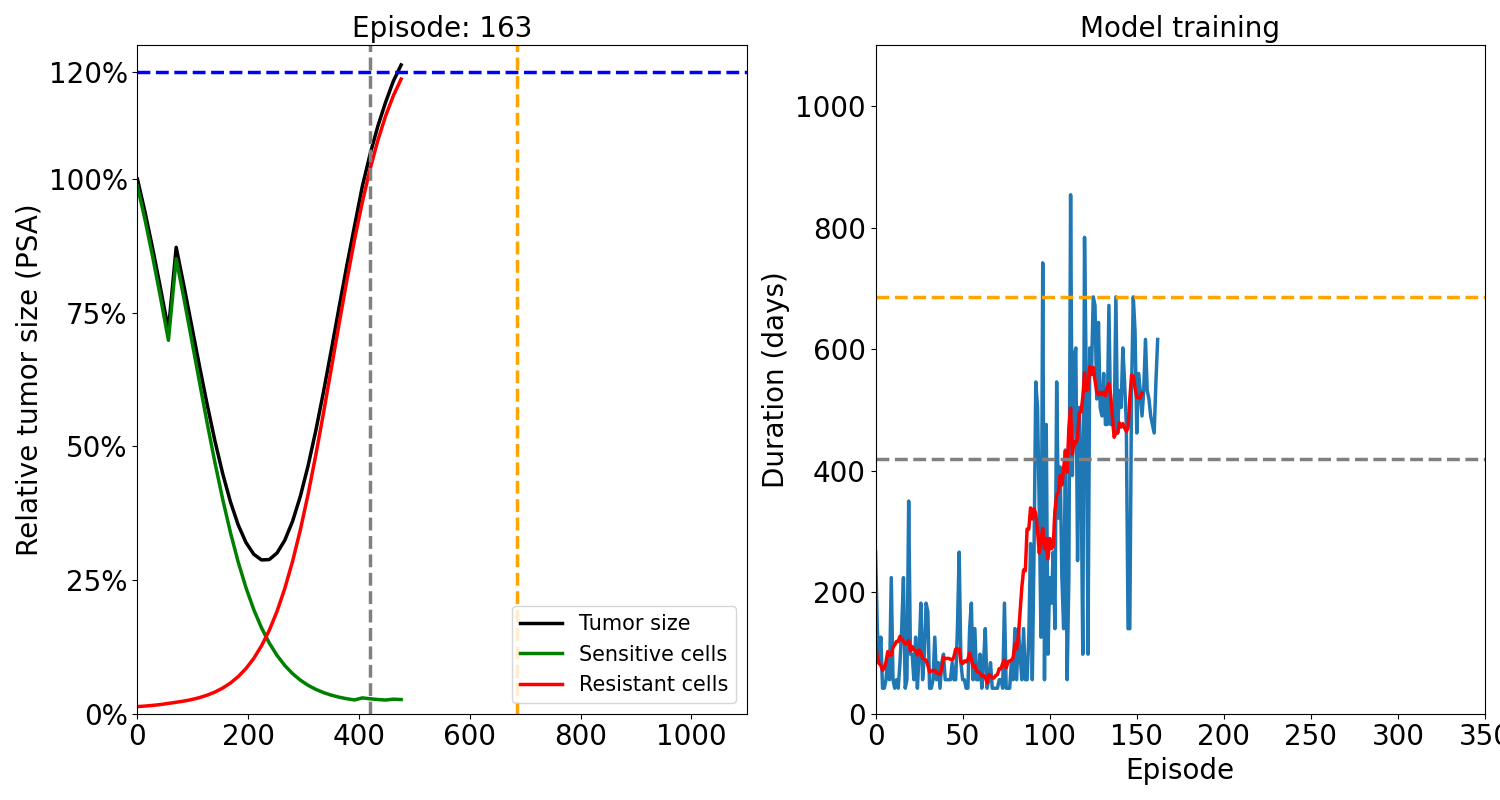 Episode: 163
Relative tumor size (PSA)
120%
100%
75%
50%
25%
0%
0 200 400 600 800 1000
Tumor size
Sensitive cells
Resistant cells
Model training
Duration (days)
1000
800
600
400
200
0
0 50 100 150 200 250 300 350
Episode